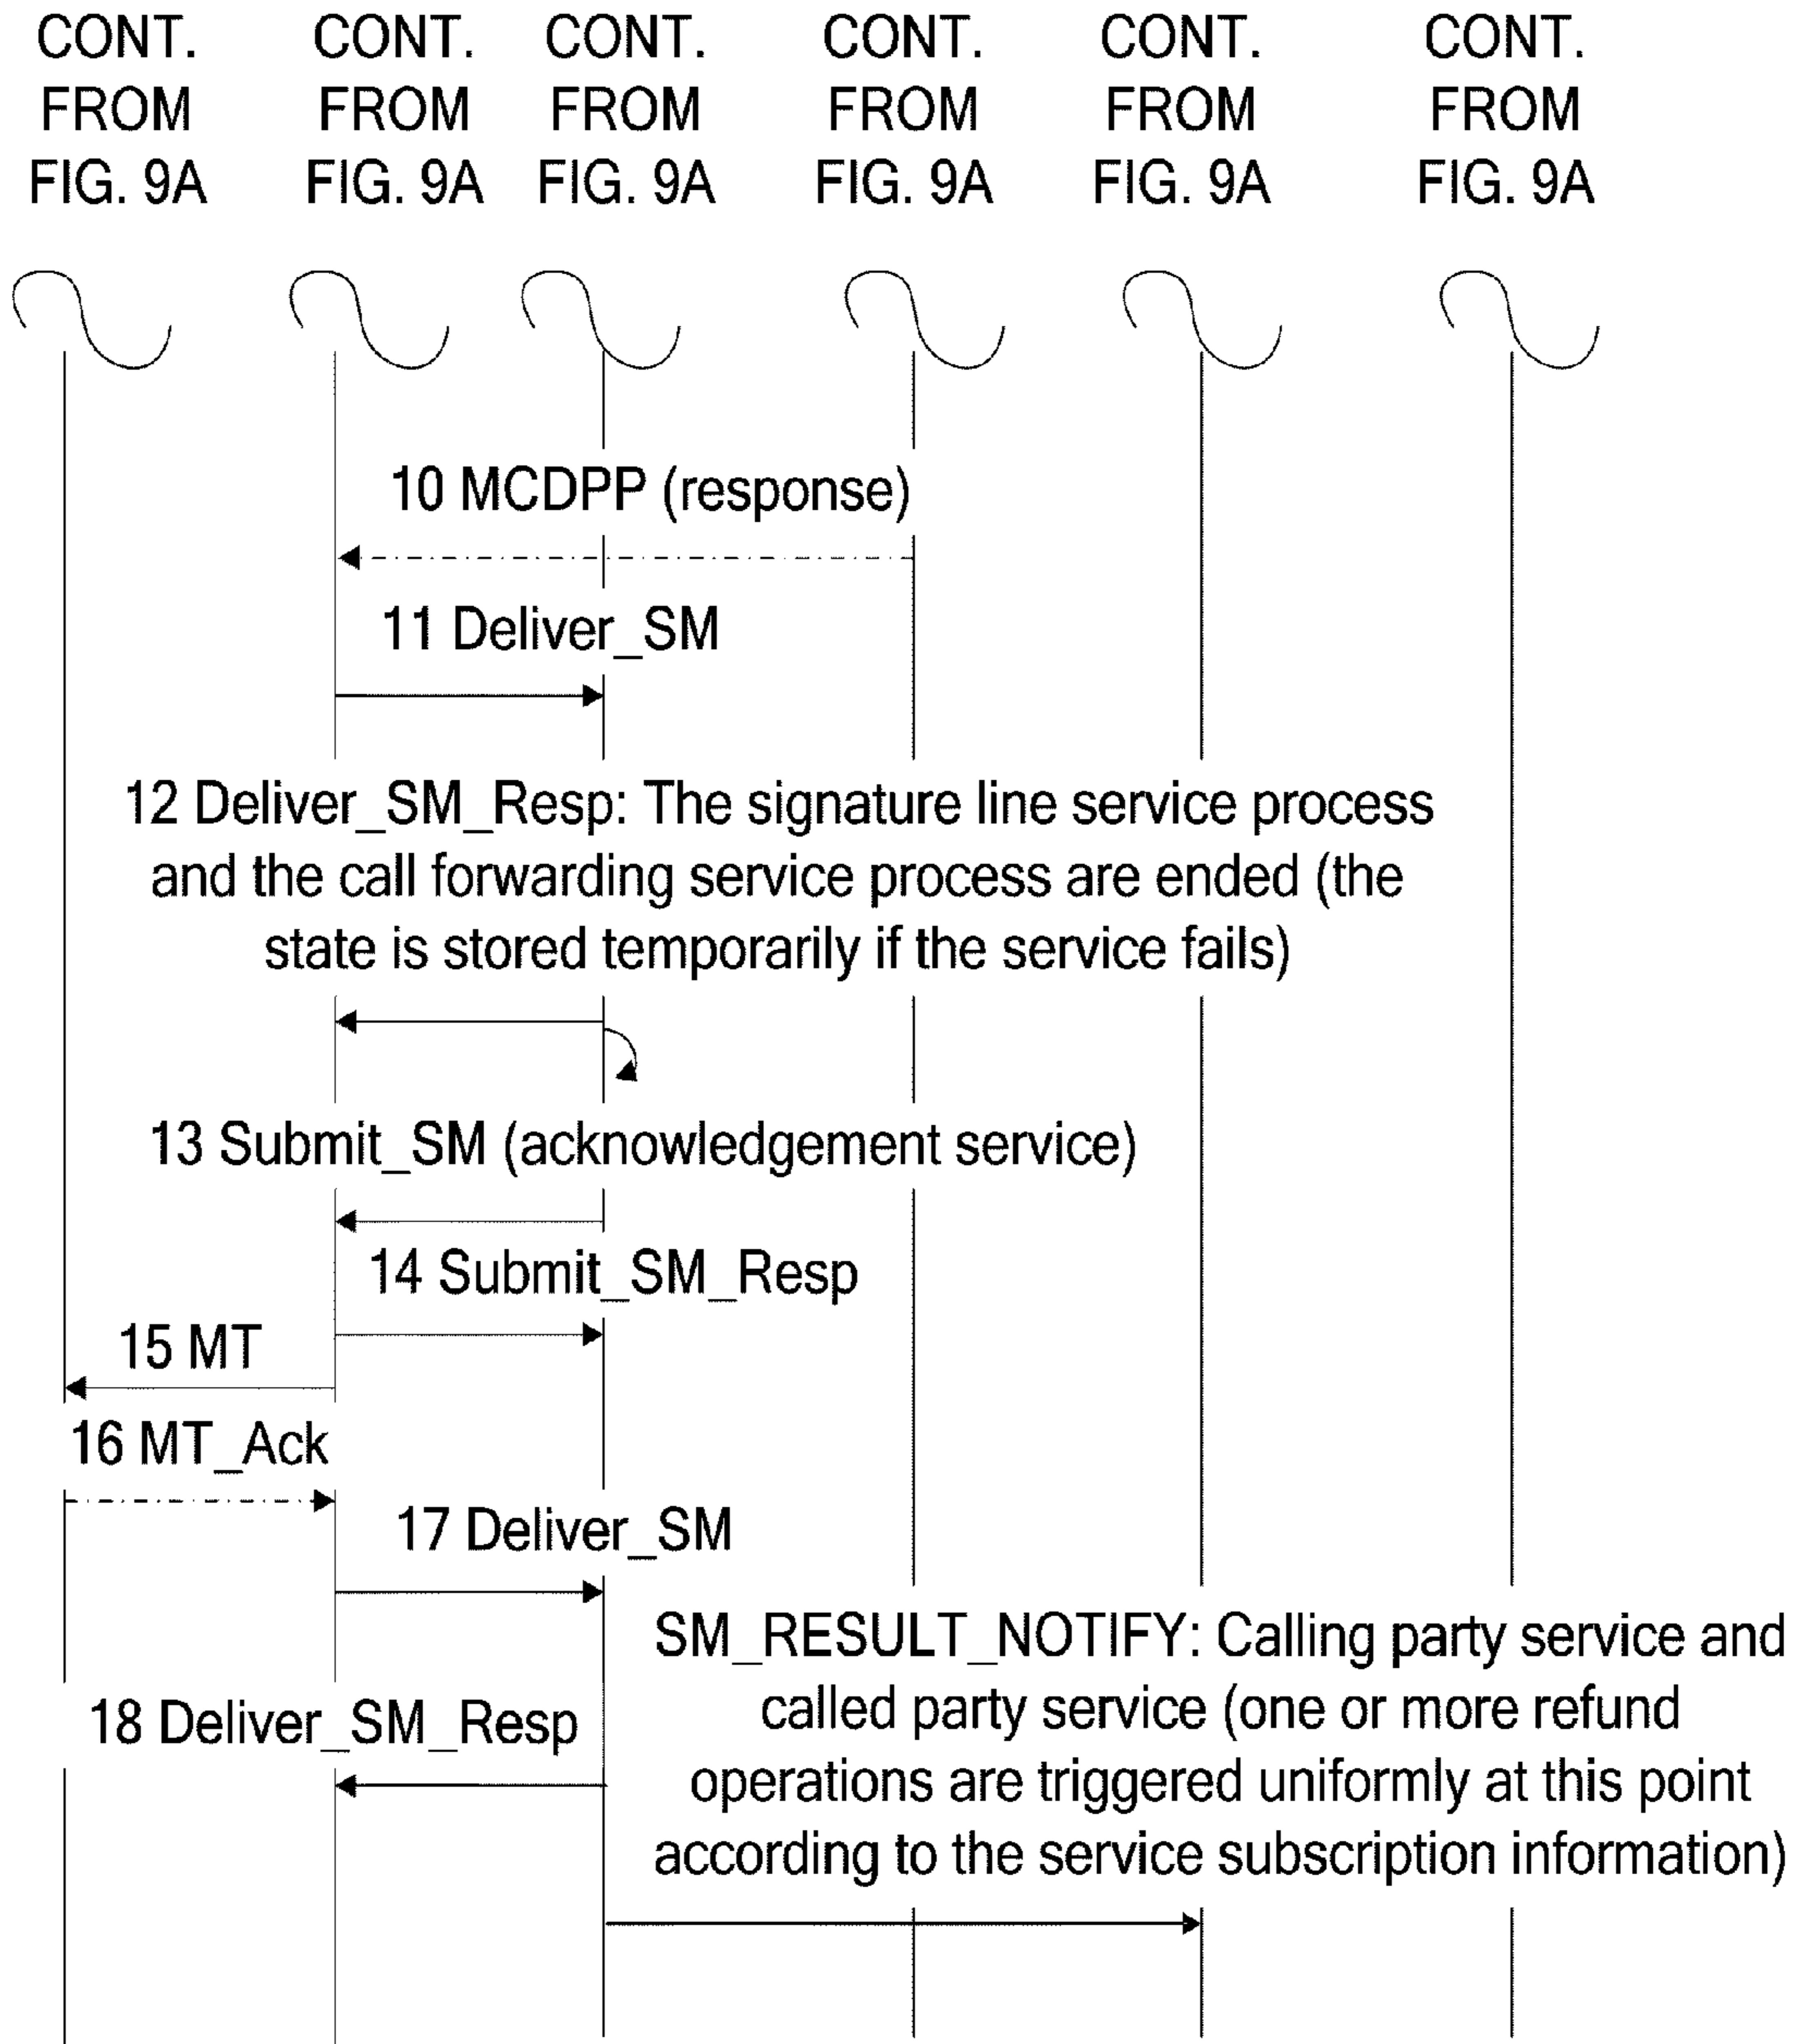 CONT. CONT. CONT. CONT. CONT. CONT.
FROM FROM FROM FROM FROM FROM
FIG. 9A FIG. 9A FIG. 9A FIG. 9A FIG. 9A FIG. 9A
10 MCDPP (response)
11 Deliver_SM
12 Deliver_SM_Resp: The signature line service process
and the call forwarding service process are ended (the
state is stored temporarily if the service fails)
13 Submit_SM (acknowledgement service)
14 Submit_SM_Resp
15 MT
16 MT_Ack
17 Deliver_SM
SM_RESULT_NOTIFY: Calling party service and
called party service (one or more refund
operations are triggered uniformly at this point
according to the service subscription information)
18 Deliver_SM_Resp